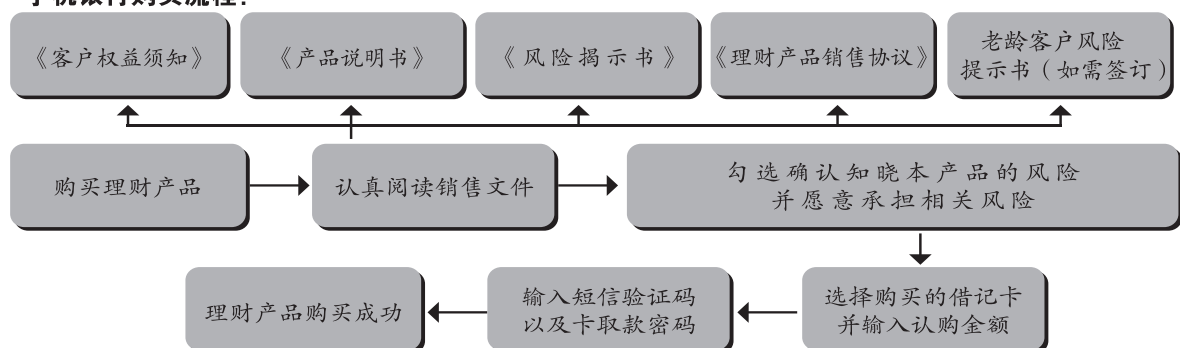 手机银行购买流程:
《客户权益须知》
《产品说明书》
《风险揭示书》
《理财产品销售协议》
老龄客户风险
提示书（如需签订）
购买理财产品
认真阅读销售文件
勾选确认知晓本产品的风险
并愿意承担相关风险
选择购买的借记卡
并输入认购金额
输入短信验证码
以及卡取款密码
理财产品购买成功